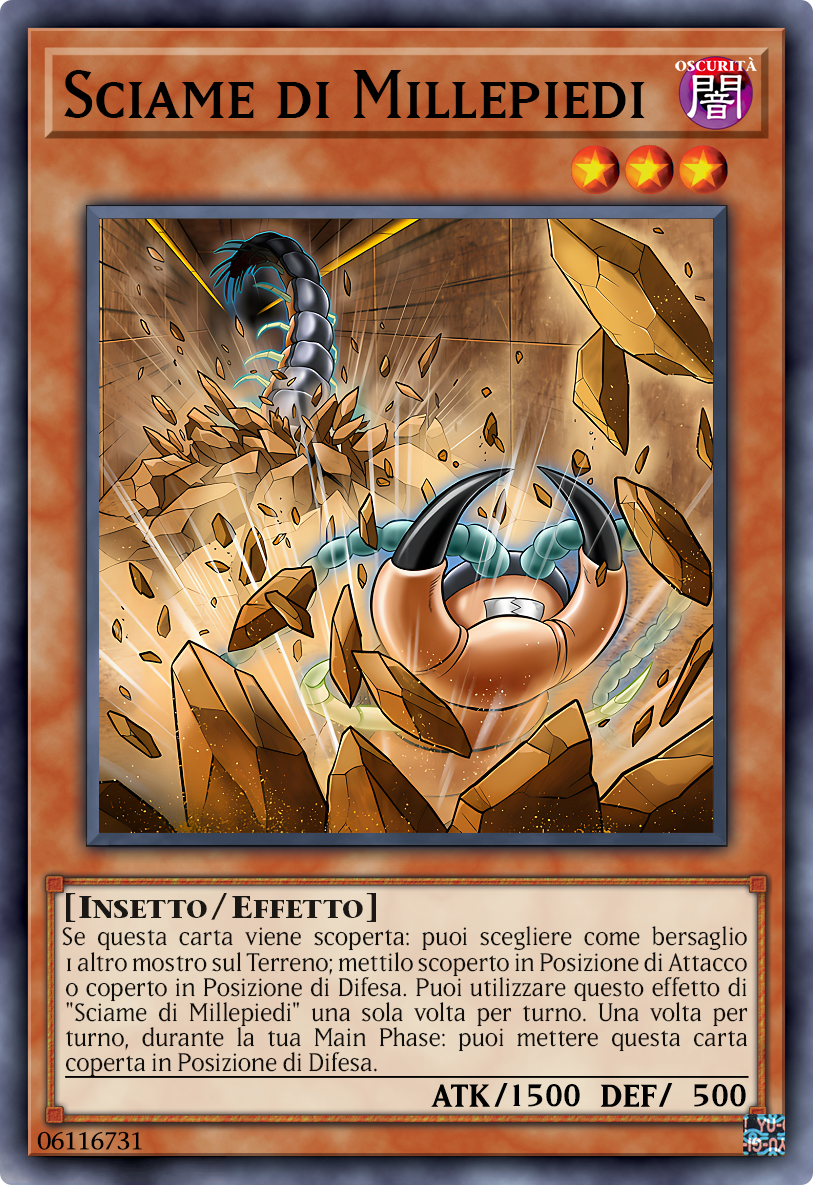 Sciame di Millepiedi
OSCURITÀ
闇
[Insetto/Effetto]
Se questa carta viene scoperta: puoi scegliere come bersaglio
1 altro mostro sul Terreno; mettilo scoperto in Posizione di Attacco
o coperto in Posizione di Difesa. Puoi utilizzare questo effetto di
"Sciame di Millepiedi" una sola volta per turno. Una volta per
turno, durante la tua Main Phase: puoi mettere questa carta
coperta in Posizione di Difesa.
ATK/1500 DEF/ 500
06116731